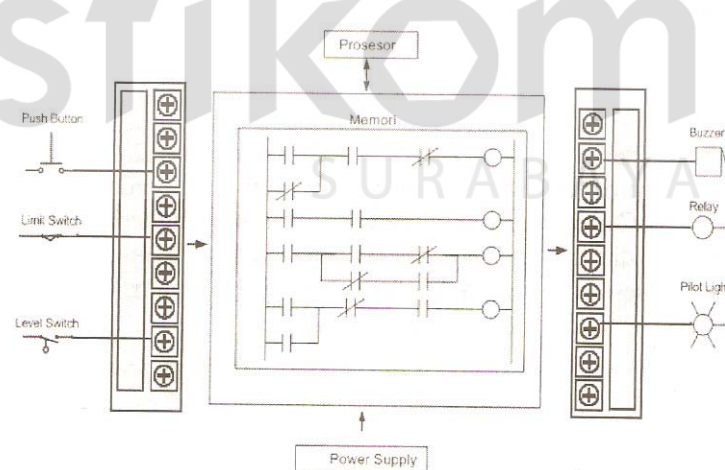 stikom
SURABAYA
Prosesor
Memori
Push Button
Limit Switch
Level Switch
Buzzer
Relay
Pilot Ligh
Power Supply